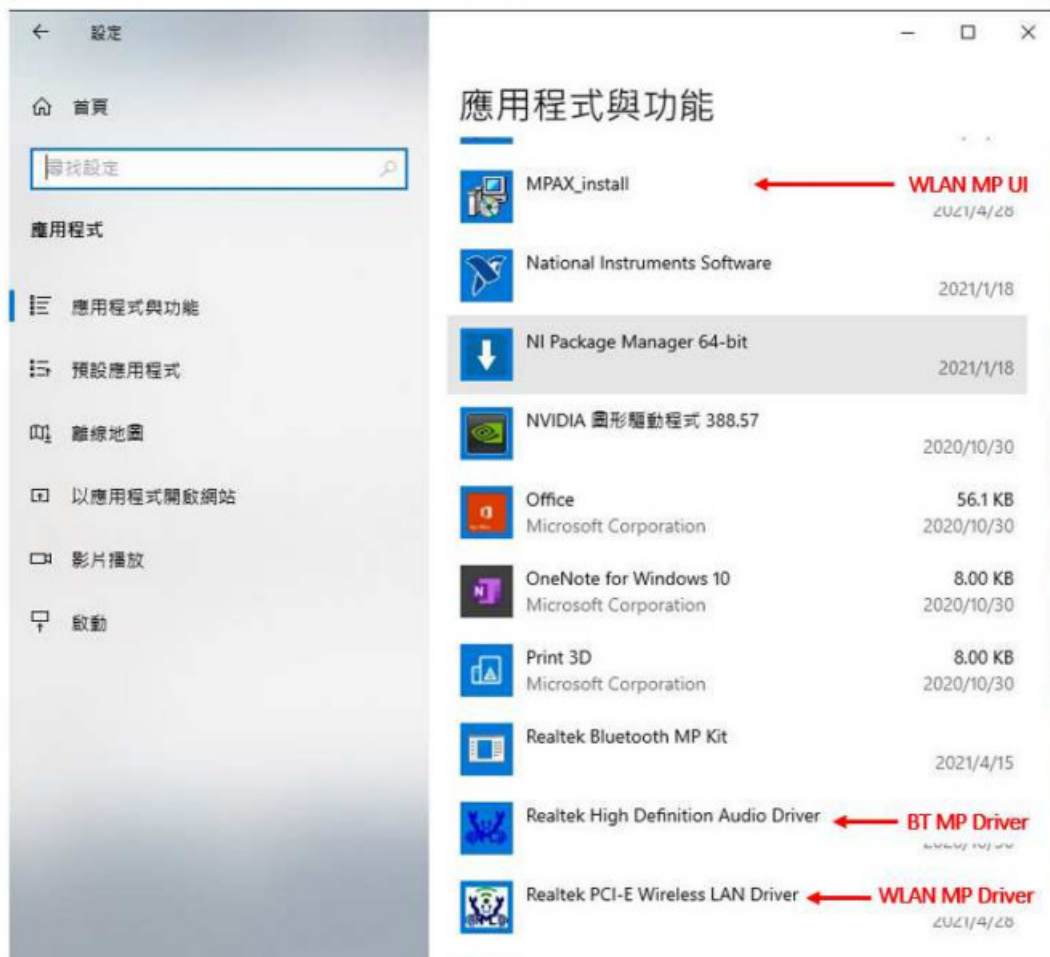 設定
首頁
尋找設定
應用程式
應用程式與功能
預設應用程式
離線地圖
以應用程式開啟網站
影片播放
啟動
應用程式與功能
MPAX_install
WLAN MP UI
2021/4/28
National Instruments Software
2021/1/18
NI Package Manager 64-bit
2021/1/18
NVIDIA 圖形驅動程式 388.57
2020/10/30
Office 56.1 KB
Microsoft Corporation 2020/10/30
OneNote for Windows 10 8.00 KB
Microsoft Corporation 2020/10/30
Print 3D 8.00 KB
Microsoft Corporation 2020/10/30
Realtek Bluetooth MP Kit
2021/4/15
Realtek High Definition Audio Driver BT MP Driver
Realtek PCI-E Wireless LAN Driver WLAN MP Driver
2021/4/28